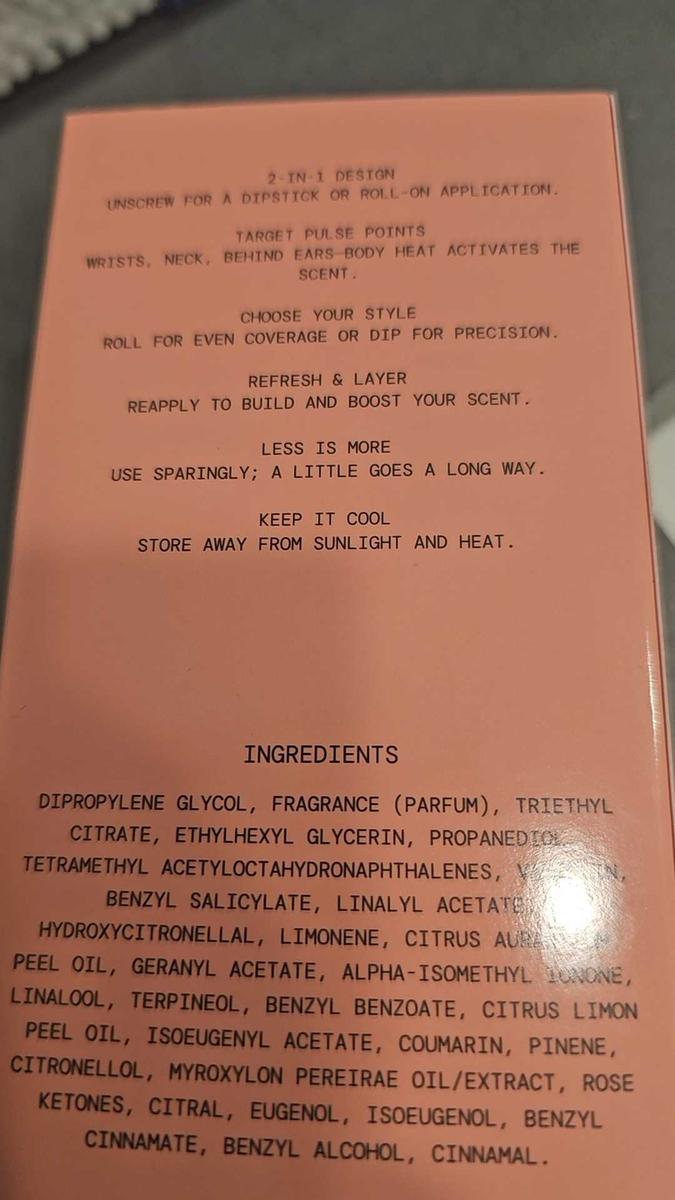 2-IN-1 DESIGN
UNSCREW FOR A DIPSTICK OR ROLL-ON APPLICATION.
TARGET PULSE POINTS
WRISTS, NECK, BEHIND EARS-BODY HEAT ACTIVATES THE
SCENT.
CHOOSE YOUR STYLE
ROLL FOR EVEN COVERAGE OR DIP FOR PRECISION.
REFRESH & LAYER
REAPPLY TO BUILD AND BOOST YOUR SCENT.
LESS IS MORE
USE SPARINGLY; A LITTLE GOES A LONG WAY.
KEEP IT COOL
STORE AWAY FROM SUNLIGHT AND HEAT.
INGREDIENTS
DIPROPYLENE GLYCOL, FRAGRANCE (PARFUM), TRIETHYL
CITRATE, ETHYLHEXYL GLYCERIN, PROPANEDIOL
TETRAMETHYL ACETYLOCTAHYDRONAPHTHALENES,
BENZYL SALICYLATE, LINALYL ACETATE
HYDROXYCITRONELLAL, LIMONENE, CITRUS
PEEL OIL, GERANYL ACETATE, ALPHA-ISOMETHYL IONONE,
LINALOOL, TERPINEOL, BENZYL BENZOATE, CITRUS LIMON
PEEL OIL, ISOEUGENYL ACETATE, COUMARIN, PINENE,
CITRONELLOL, MYROXYLON PEREIRAE OIL/EXTRACT, ROSE
KETONES, CITRAL, EUGENOL, ISOEUGENOL, BENZYL
CINNAMATE, BENZYL ALCOHOL, CINNAMAL.